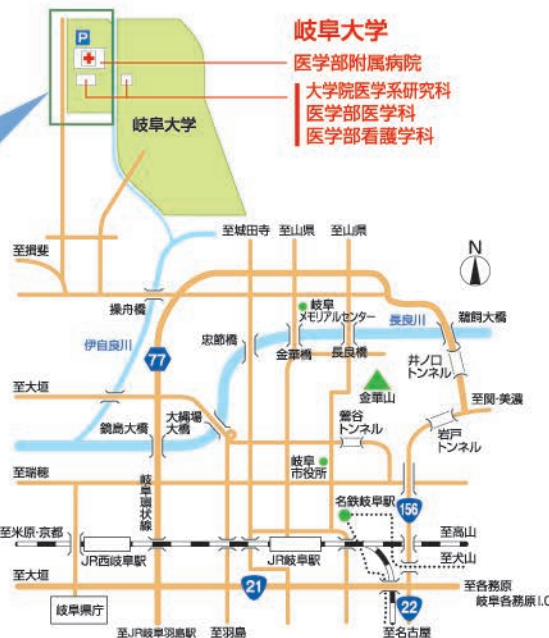 岐阜大学
医学部附属病院
大学院医学系研究科
医学部医学科
医学部看護学科
P
岐阜大学
至城田寺
至山県
至山県
N
至揖斐
操舟橋
伊自良川
77
忠節橋
岐阜
メモリアルセンター
金華橋
長良橋
長良川
鵜飼大橋
井ノ口
トンネル
至大垣
金華山
至関・美濃
鏡島大橋
大縄場
大橋
鶯谷
トンネル
岩戸
トンネル
至瑞穂
岐阜環状線
岐阜
市役所
名鉄岐阜駅
156
至米原・京都
JR西岐阜駅
JR岐阜駅
至高山
至犬山
至大垣
21
22
至各務原
岐阜各務原I.C
岐阜県庁
至JR岐阜羽島駅
至羽島
至名古屋